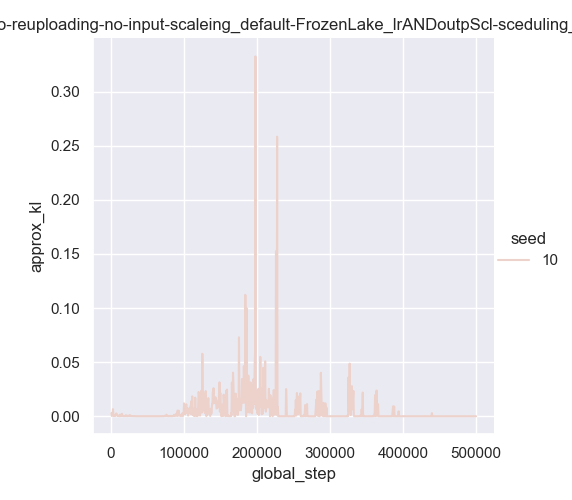 o-reuploading-no-input-scaleing_default-FrozenLake_lrANDoutpScl-sceduling_
0.30
0.25
0.20
0.15
0.10
0.05
0.00
approx_kl
0 100000 200000 300000 400000 500000
global_step
seed
10